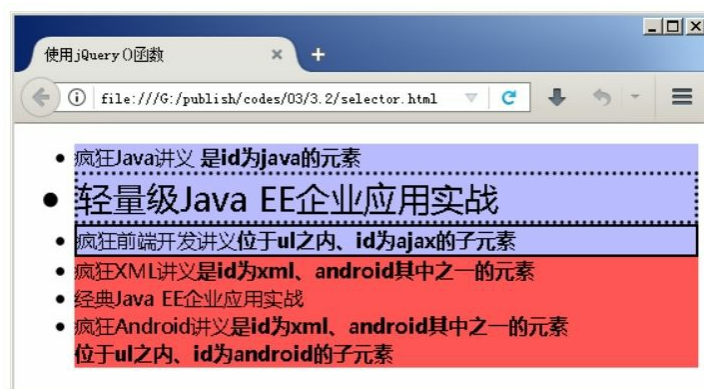 使用jQuery()函数
file:///G:/publish/codes/03/3.2/selector.html
疯狂Java讲义 是id为java的元素
轻量级Java EE企业应用实战
疯狂前端开发讲义位于ul之内、id为ajax的子元素
疯狂XML讲义是id为xml、android其中之一的元素
经典Java EE企业应用实战
疯狂Android讲义是id为xml、android其中之一的元素
位于ul之内、id为android的子元素